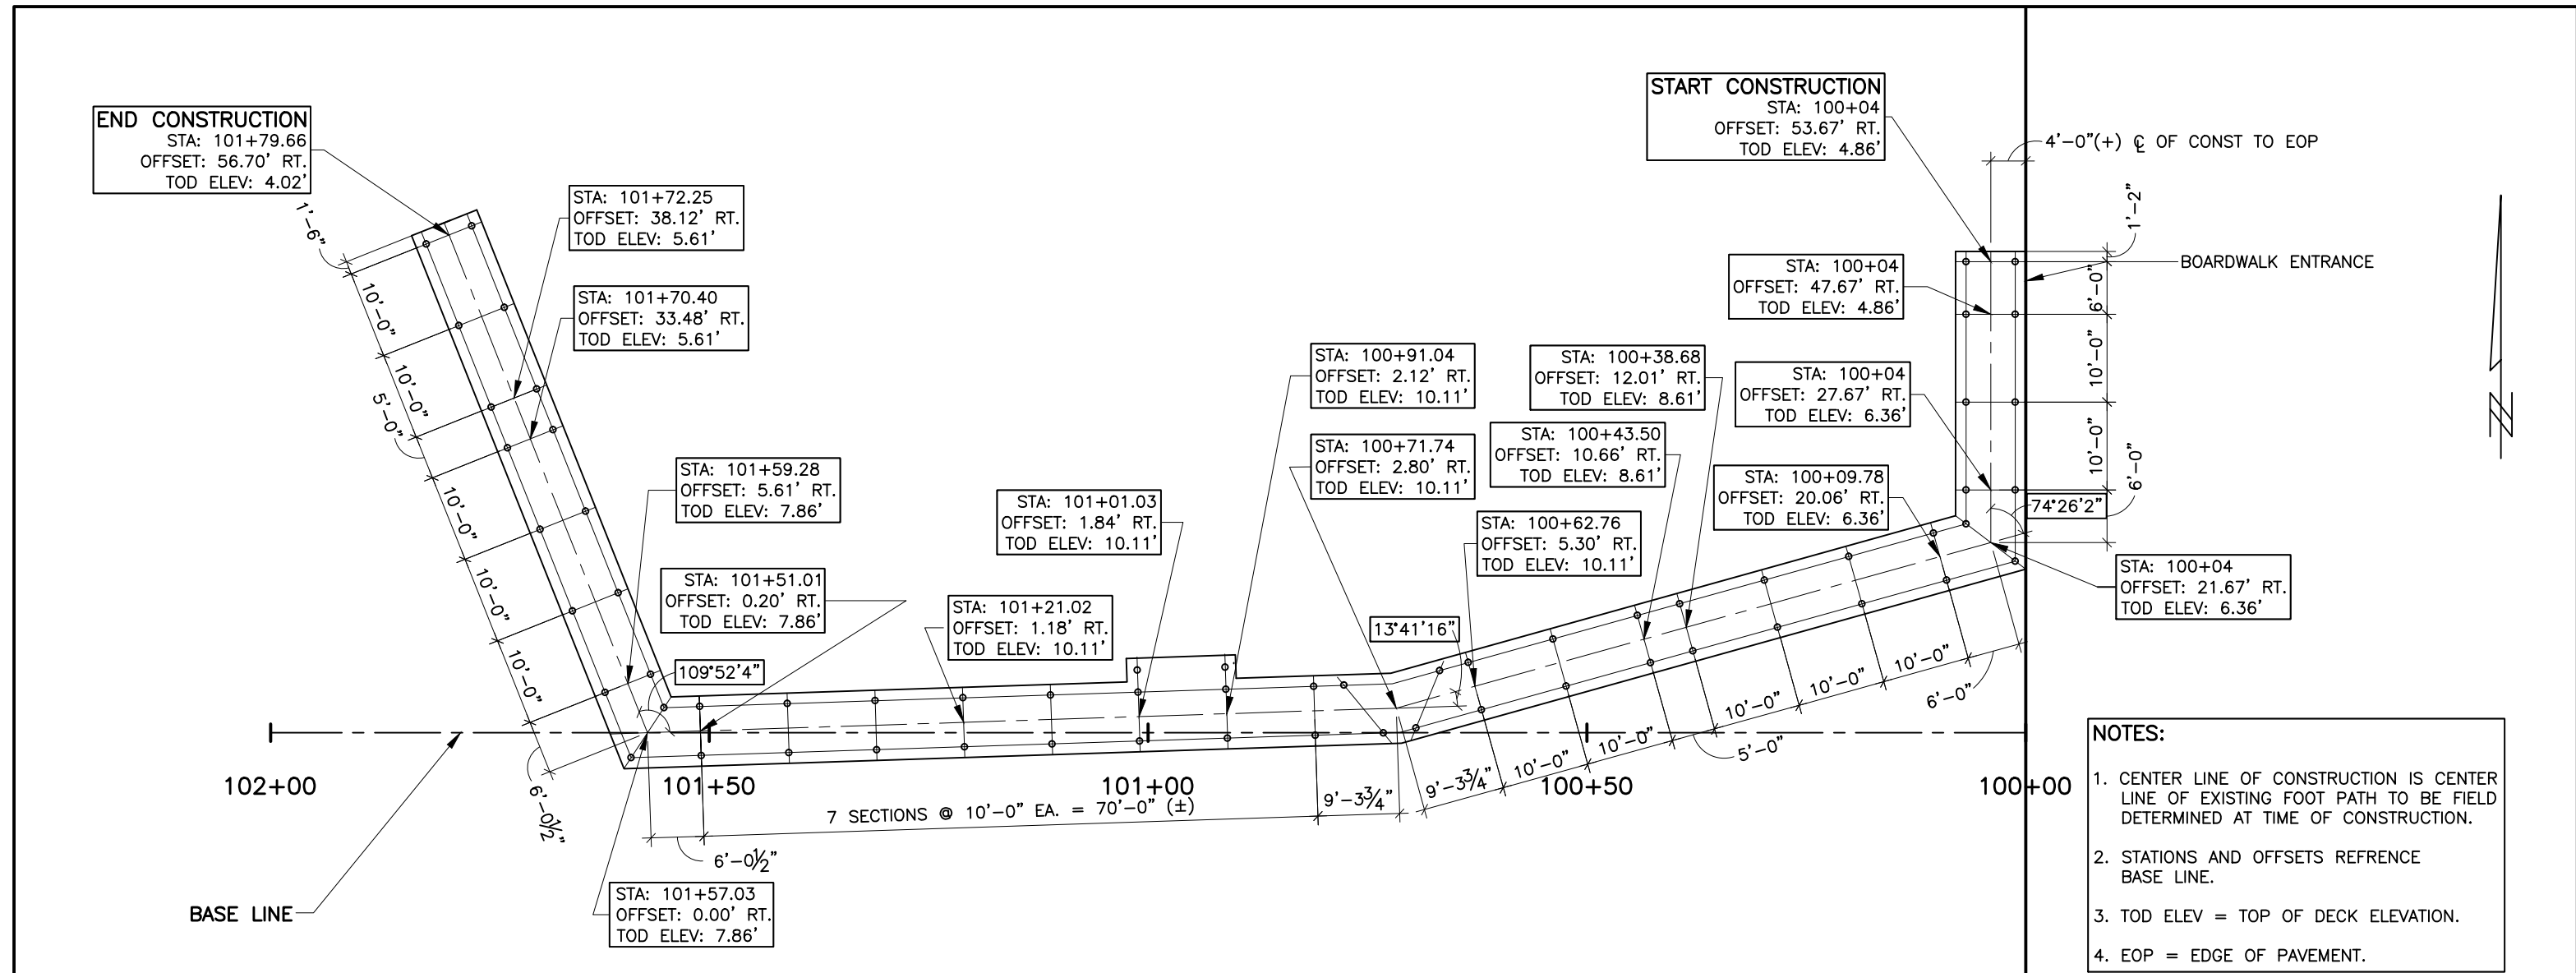 END CONSTRUCTION
STA: 101+79.66
OFFSET: 56.70' RT.
TOD ELEV: 4.02'
STA: 101+72.25
OFFSET: 38.12' RT.
TOD ELEV: 5.61'
STA: 101+70.40
OFFSET: 33.48' RT.
TOD ELEV: 5.61'
STA: 101+59.28
OFFSET: 5.61' RT.
TOD ELEV: 7.86'
STA: 101+51.01
OFFSET: 0.20' RT.
TOD ELEV: 7.86'
109°52'4"
1'-6"
10'-0"
10'-0"
5'-0"
10'-0"
10'-0"
10'-0"
6'-0½"
STA: 101+57.03
OFFSET: 0.00' RT.
TOD ELEV: 7.86'
6'-0½"
7 SECTIONS @ 10'-0" EA. = 70'-0" (±)
9'-3¾"
STA: 101+21.02
OFFSET: 1.18' RT.
TOD ELEV: 10.11'
STA: 101+01.03
OFFSET: 1.84' RT.
TOD ELEV: 10.11'
STA: 100+91.04
OFFSET: 2.12' RT.
TOD ELEV: 10.11'
STA: 100+71.74
OFFSET: 2.80' RT.
TOD ELEV: 10.11'
13°41'16"
STA: 100+62.76
OFFSET: 5.30' RT.
TOD ELEV: 10.11'
STA: 100+43.50
OFFSET: 10.66' RT.
TOD ELEV: 8.61'
STA: 100+38.68
OFFSET: 12.01' RT.
TOD ELEV: 8.61'
9'-3¾"
10'-0"
10'-0"
5'-0"
10'-0"
10'-0"
10'-0"
6'-0"
START CONSTRUCTION
STA: 100+04
OFFSET: 53.67' RT.
TOD ELEV: 4.86'
STA: 100+04
OFFSET: 47.67' RT.
TOD ELEV: 4.86'
STA: 100+04
OFFSET: 27.67' RT.
TOD ELEV: 6.36'
STA: 100+09.78
OFFSET: 20.06' RT.
TOD ELEV: 6.36'
74°26'2"
STA: 100+04
OFFSET: 21.67' RT.
TOD ELEV: 6.36'
4'-0"(+) ℄ OF CONST TO EOP
1'-2"
BOARDWALK ENTRANCE
6'-0"
10'-0"
10'-0"
6'-0"
N
102+00
101+50
101+00
100+50
100+00
BASE LINE
NOTES:
1. CENTER LINE OF CONSTRUCTION IS CENTER
LINE OF EXISTING FOOT PATH TO BE FIELD
DETERMINED AT TIME OF CONSTRUCTION.
2. STATIONS AND OFFSETS REFRENCE
BASE LINE.
3. TOD ELEV = TOP OF DECK ELEVATION.
4. EOP = EDGE OF PAVEMENT.